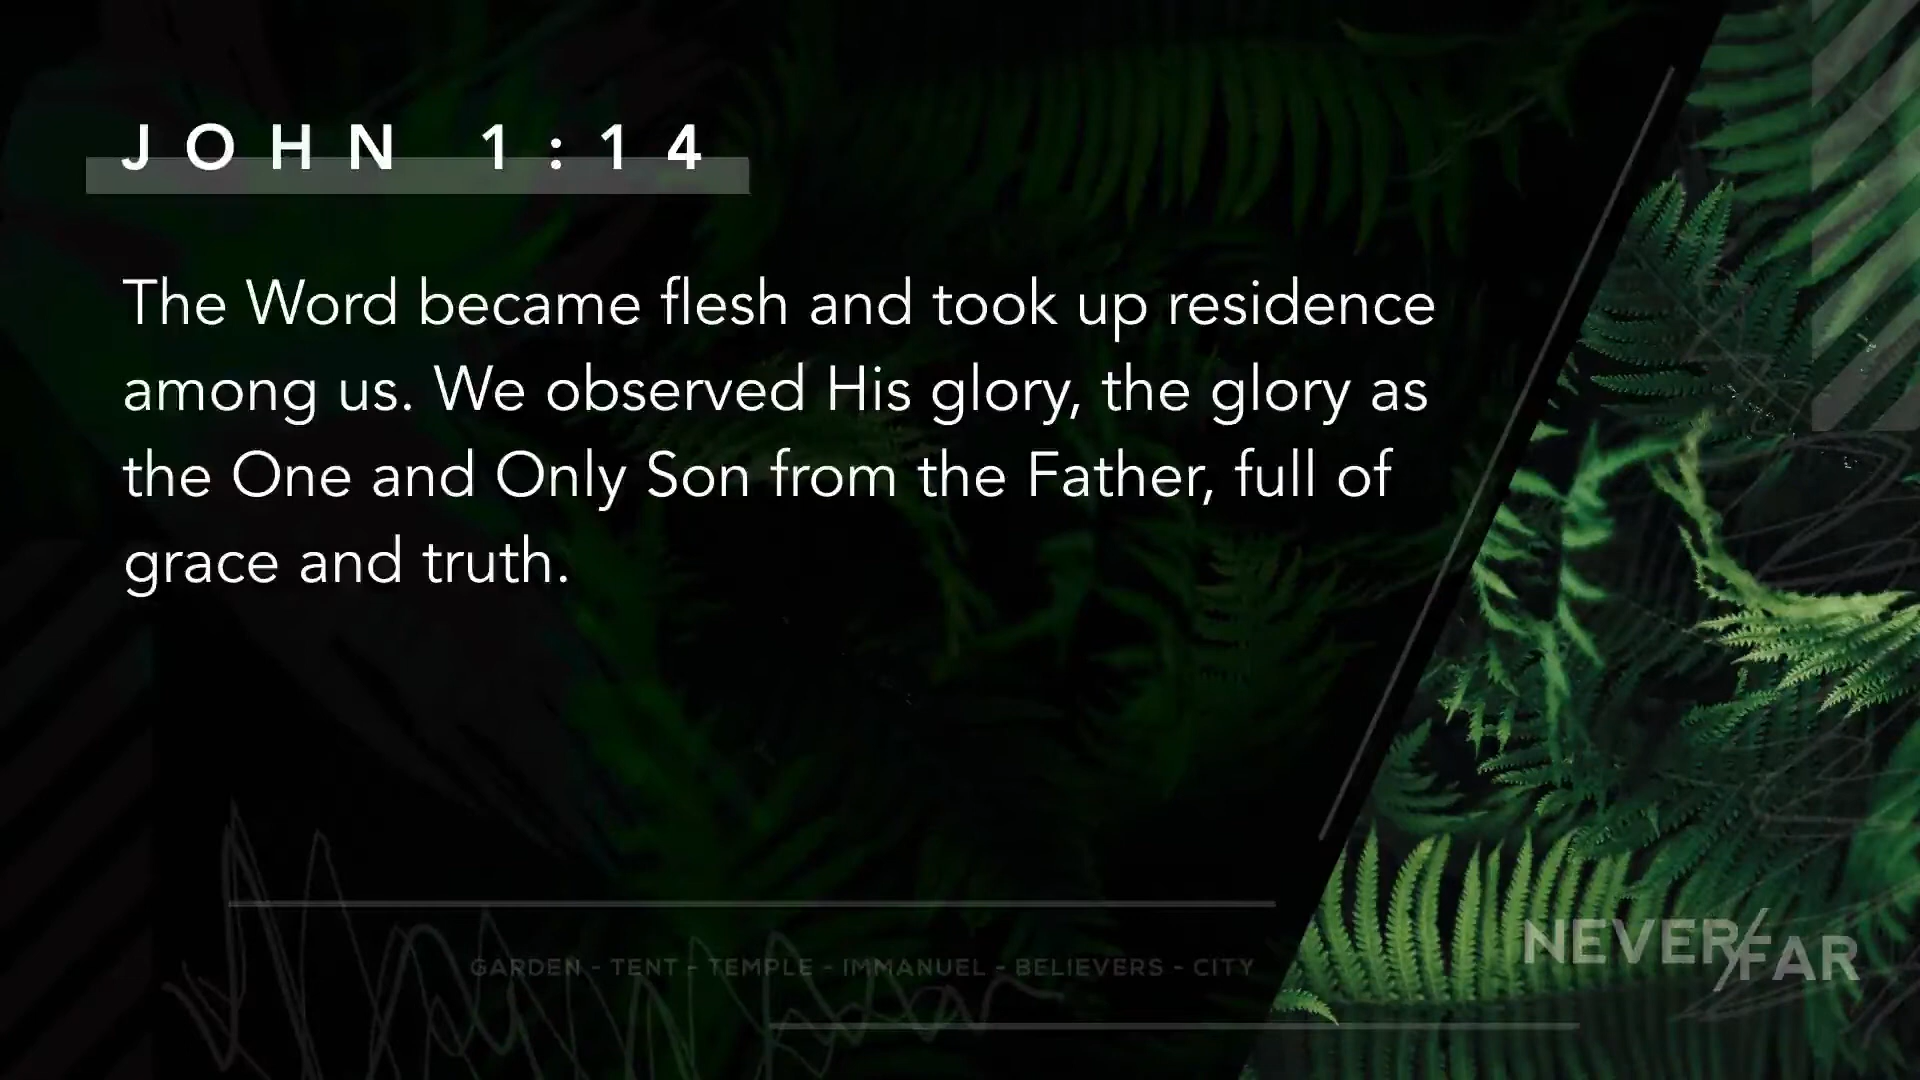 JOHN 1:14
The Word became flesh and took up residence
among us. We observed His glory, the glory as
the One and Only Son from the Father, full of
grace and truth.
GARDEN - TENT - TEMPLE - IMMANUEL - BELIEVERS - CITY
NEVER/FAR